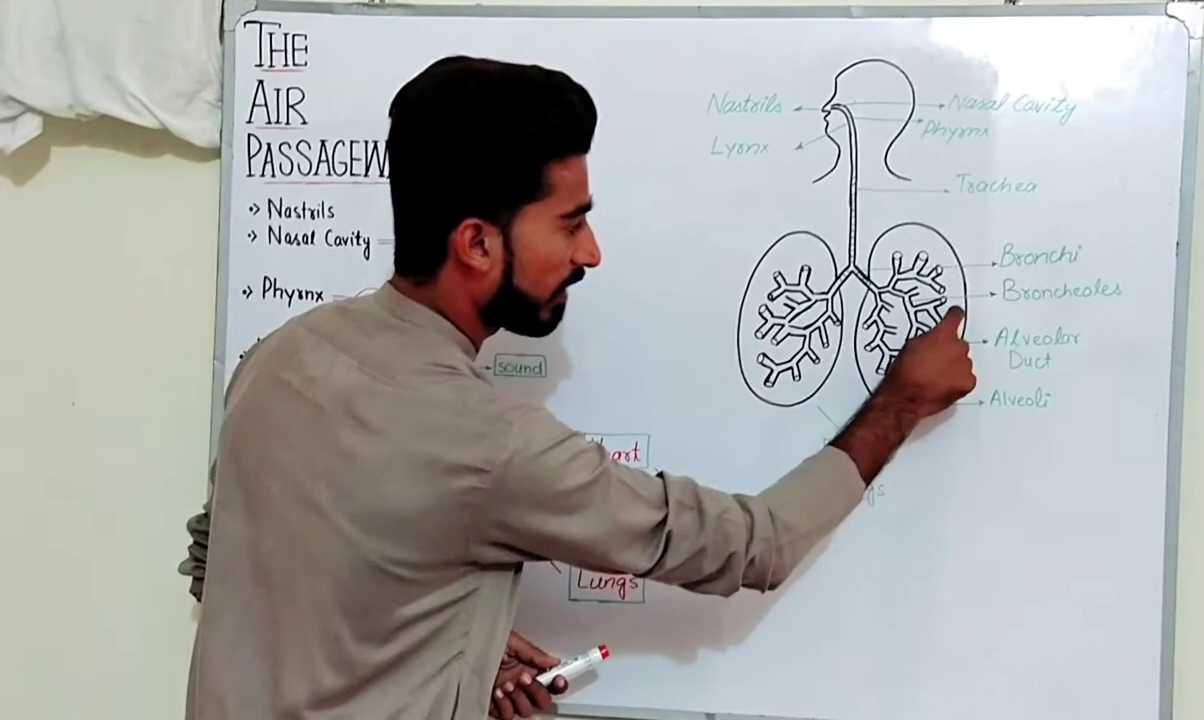 THE
AIR
PASSAGEW
•> Nastrils
•> Nasal Cavity
•> Phyrnx
sound
Lungs
Nastrils
Nasal Cavity
Phyrnx
Lyrnx
Trachea
Bronchi
Broncheoles
Alveolar
Duct
Alveoli